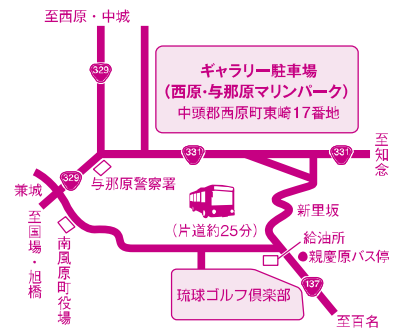 至西原・中城
329
ギャラリー駐車場
（西原・与那原マリンパーク）
中頭郡西原町東崎17番地
331
331
至知念
329
与那原警察署
兼城
至国場・旭橋
南風原町役場
（片道約25分）
新里坂
給油所
親慶原バス停
137
琉球ゴルフ倶楽部
至百名